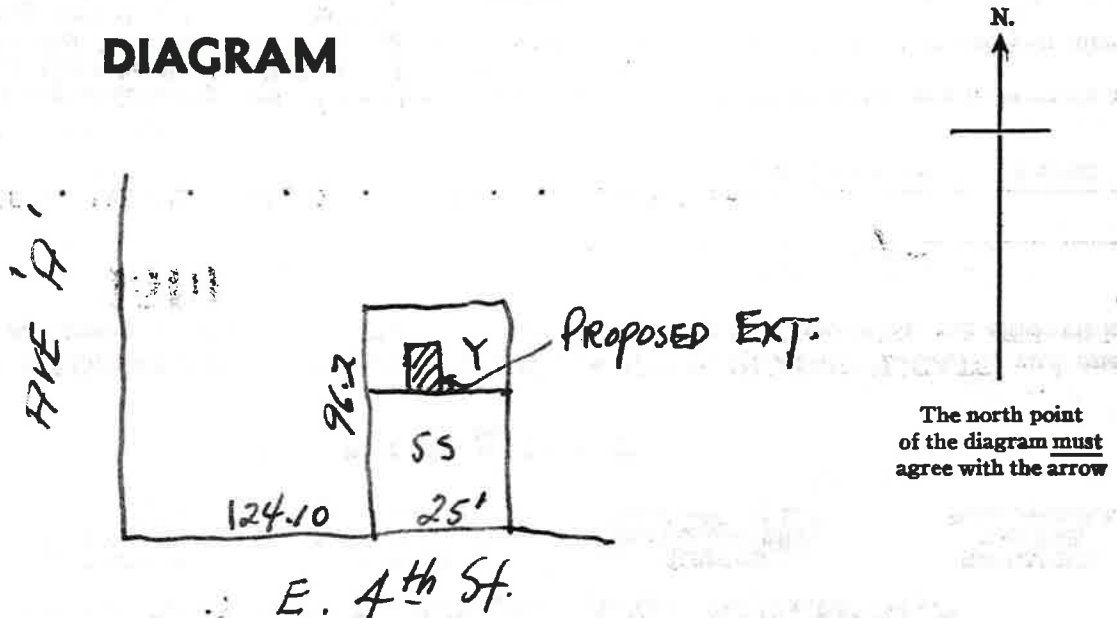 DIAGRAM
N.
AVE 'A'
PROPOSED EXT.
Y
96.2
5S
124.10
25'
E. 4th St.
The north point
of the diagram must
agree with the arrow